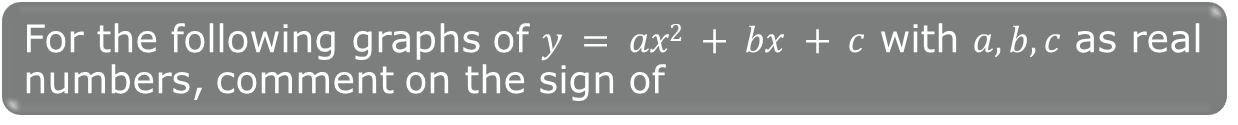 For the following graphs of y = ax² + bx + c with a, b, c as real
numbers, comment on the sign of